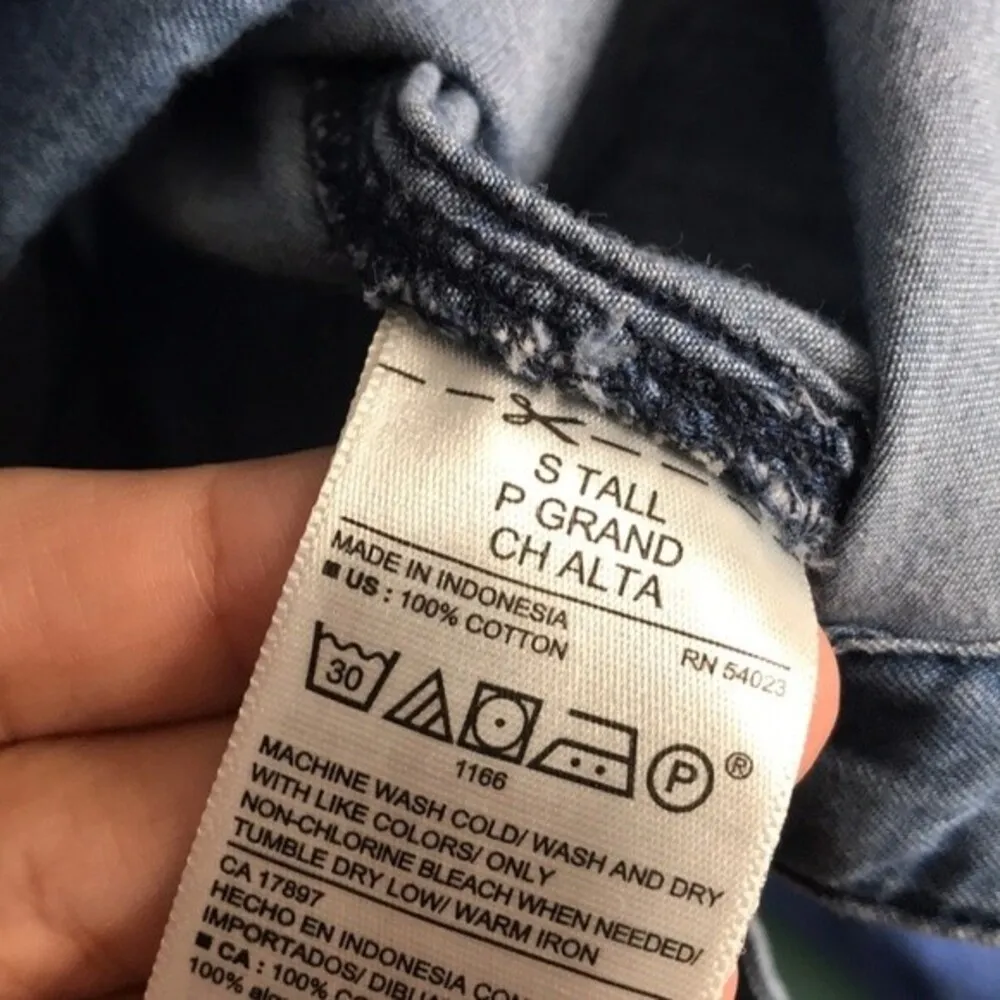 S TALL
P GRAND
CH ALTA
MADE IN INDONESIA
RN 54023
■ US : 100% COTTON
30
P
®
1166
MACHINE WASH COLD/ WASH AND DRY
WITH LIKE COLORS/ ONLY
NON-CHLORINE BLEACH WHEN NEEDED/
TUMBLE DRY LOW/ WARM IRON
CA 17897
HECHO EN INDONESIA
IMPORTADOS/
■ CA : 100%
100%